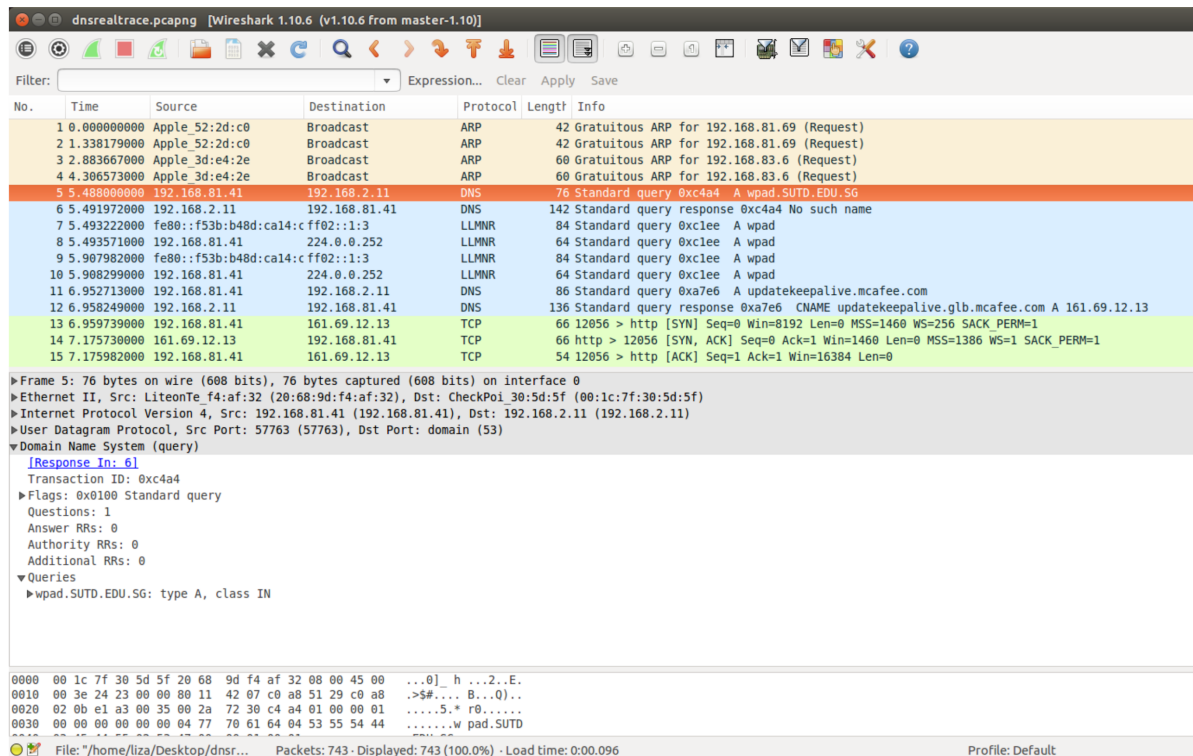 dnsrealtrace.pcapng [Wireshark 1.10.6 (v1.10.6 from master-1.10)]
Filter: Expression... Clear Apply Save
No. Time Source Destination Protocol Length Info
1 0.000000000 Apple_52:2d:c0 Broadcast ARP 42 Gratuitous ARP for 192.168.81.69 (Request)
2 1.338179000 Apple_52:2d:c0 Broadcast ARP 42 Gratuitous ARP for 192.168.81.69 (Request)
3 2.883667000 Apple_3d:e4:2e Broadcast ARP 60 Gratuitous ARP for 192.168.83.6 (Request)
4 4.306573000 Apple_3d:e4:2e Broadcast ARP 60 Gratuitous ARP for 192.168.83.6 (Request)
5 5.488000000 192.168.81.41 192.168.2.11 DNS 76 Standard query 0xc4a4 A wpad.SUTD.EDU.SG
6 5.491972000 192.168.2.11 192.168.81.41 DNS 142 Standard query response 0xc4a4 No such name
7 5.493222000 fe80::f53b:b48d:ca14:c ff02::1:3 LLMNR 84 Standard query 0xc1ee A wpad
8 5.493571000 192.168.81.41 224.0.0.252 LLMNR 64 Standard query 0xc1ee A wpad
9 5.907982000 fe80::f53b:b48d:ca14:c ff02::1:3 LLMNR 84 Standard query 0xc1ee A wpad
10 5.908299000 192.168.81.41 224.0.0.252 LLMNR 64 Standard query 0xc1ee A wpad
11 6.952713000 192.168.81.41 192.168.2.11 DNS 86 Standard query 0xa7e6 A updatekeepalive.mcafee.com
12 6.958249000 192.168.2.11 192.168.81.41 DNS 136 Standard query response 0xa7e6 CNAME updatekeepalive.glb.mcafee.com A 161.69.12.13
13 6.959739000 192.168.81.41 161.69.12.13 TCP 66 12056 > http [SYN] Seq=0 Win=8192 Len=0 MSS=1460 WS=256 SACK_PERM=1
14 7.175730000 161.69.12.13 192.168.81.41 TCP 66 http > 12056 [SYN, ACK] Seq=0 Ack=1 Win=1460 Len=0 MSS=1386 WS=1 SACK_PERM=1
15 7.175982000 192.168.81.41 161.69.12.13 TCP 54 12056 > http [ACK] Seq=1 Ack=1 Win=16384 Len=0
Frame 5: 76 bytes on wire (608 bits), 76 bytes captured (608 bits) on interface 0
Ethernet II, Src: LiteonTe_f4:af:32 (20:68:9d:f4:af:32), Dst: CheckPoi_30:5d:5f (00:1c:7f:30:5d:5f)
Internet Protocol Version 4, Src: 192.168.81.41 (192.168.81.41), Dst: 192.168.2.11 (192.168.2.11)
User Datagram Protocol, Src Port: 57763 (57763), Dst Port: domain (53)
Domain Name System (query)
[Response In: 6]
Transaction ID: 0xc4a4
Flags: 0x0100 Standard query
Questions: 1
Answer RRs: 0
Authority RRs: 0
Additional RRs: 0
Queries
wpad.SUTD.EDU.SG: type A, class IN
0000 00 1c 7f 30 5d 5f 20 68 9d f4 af 32 08 00 45 00 ...0]_ h ...2..E.
0010 00 3e 24 23 00 00 80 11 42 07 c0 a8 51 29 c0 a8 .>$#.... B...Q)..
0020 02 0b e1 a3 00 35 00 2a 72 30 c4 a4 01 00 00 01 .....5.* r0......
0030 00 00 00 00 00 00 04 77 70 61 64 04 53 55 54 44 .......w pad.SUTD
File: "/home/liza/Desktop/dnsr... Packets: 743 · Displayed: 743 (100.0%) · Load time: 0:00.096 Profile: Default